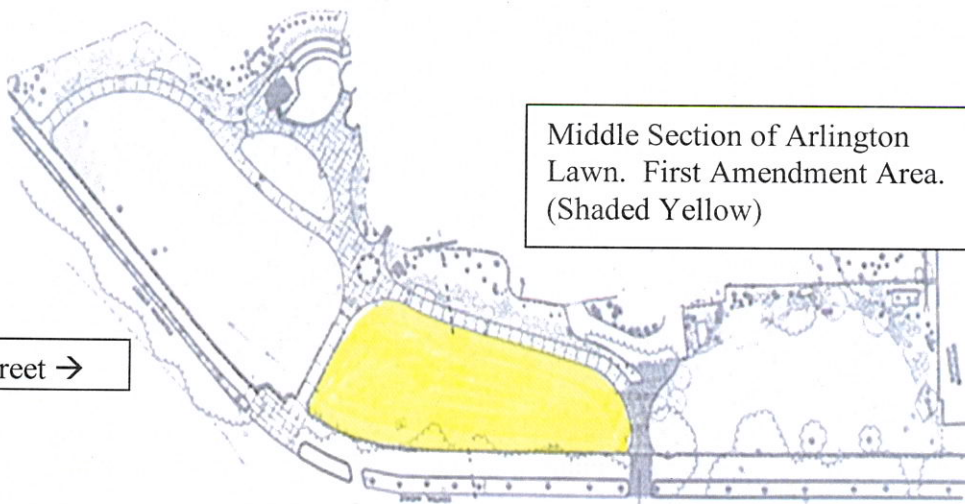 Middle Section of Arlington
Lawn. First Amendment Area.
(Shaded Yellow)
reet →